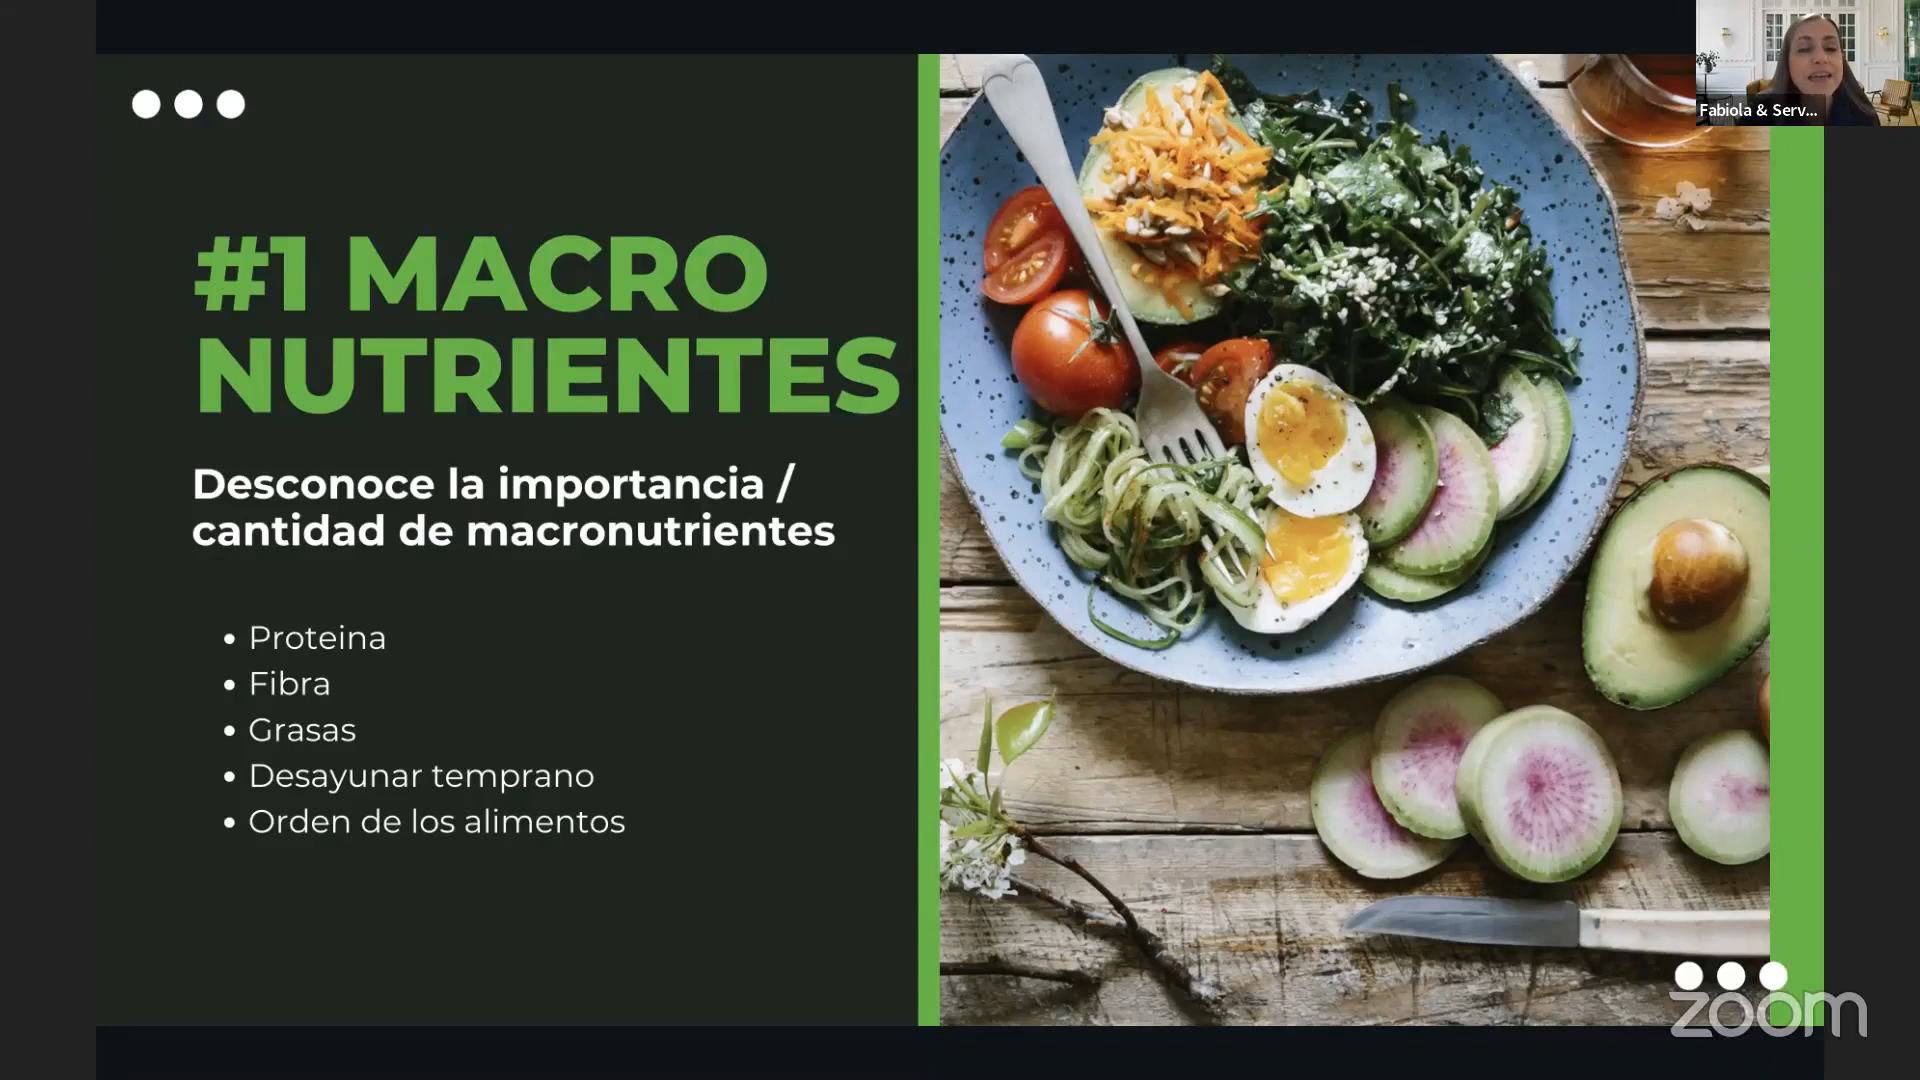 Fabiola & Serv...
#1 MACRO
NUTRIENTES
Desconoce la importancia /
cantidad de macronutrientes
• Proteina
• Fibra
• Grasas
• Desayunar temprano
• Orden de los alimentos
zoom